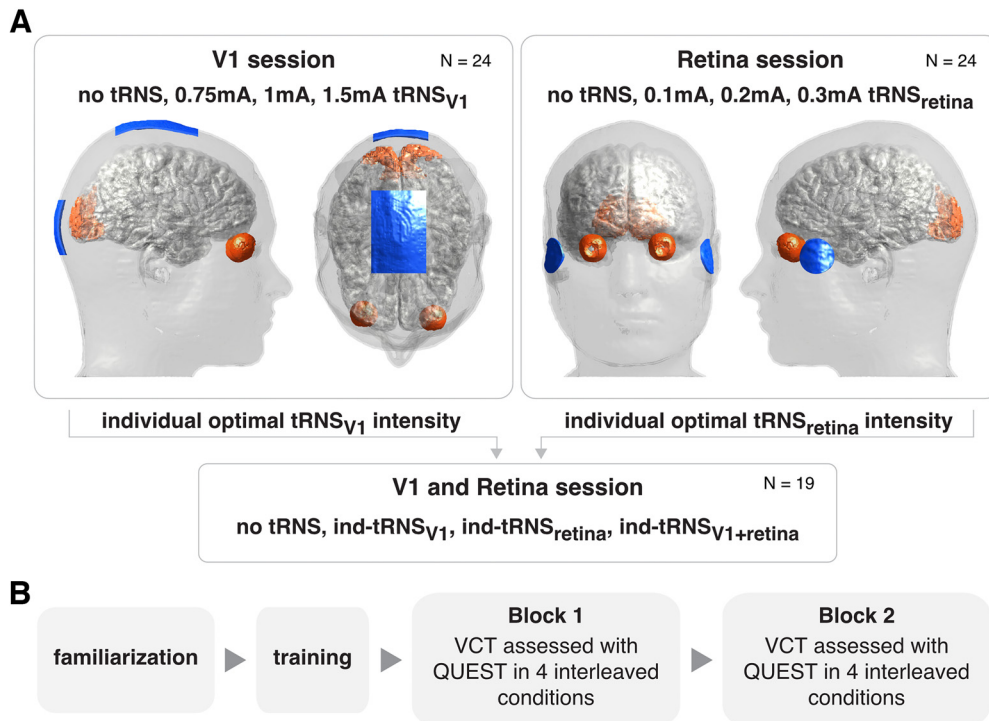 A
V1 session
N = 24
no tRNS, 0.75mA, 1mA, 1.5mA tRNSV1
Retina session
N = 24
no tRNS, 0.1mA, 0.2mA, 0.3mA tRNSretina
individual optimal tRNSV1 intensity
individual optimal tRNSretina intensity
V1 and Retina session
N = 19
no tRNS, ind-tRNSV1, ind-tRNSretina, ind-tRNSV1+retina
B
familiarization
training
Block 1
VCT assessed with
QUEST in 4 interleaved
conditions
Block 2
VCT assessed with
QUEST in 4 interleaved
conditions